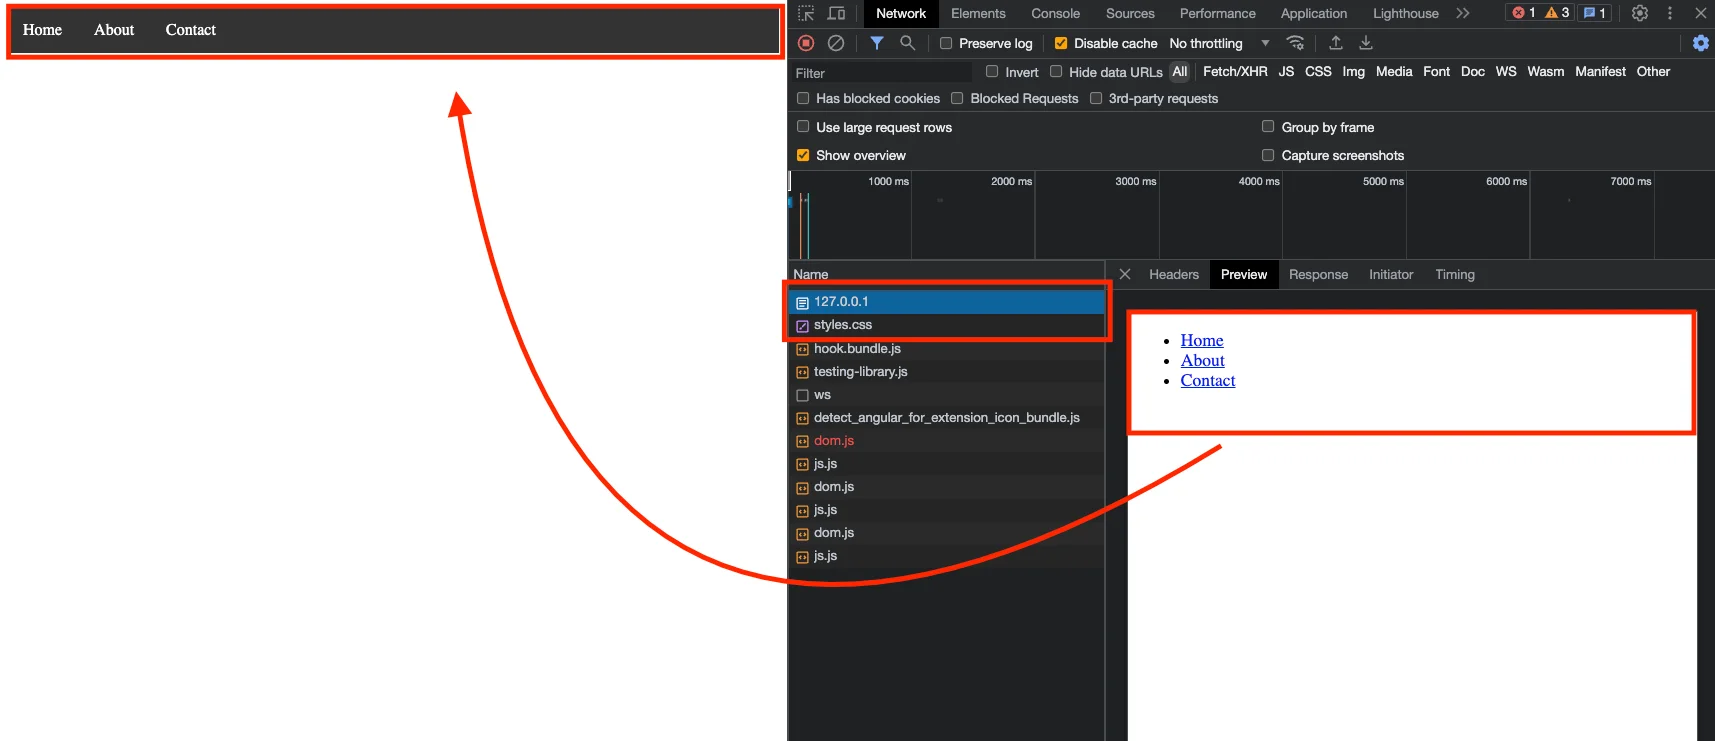 Home About Contact
Network Elements Console Sources Performance Application Lighthouse 1 3 1
Preserve log Disable cache No throttling
Filter Invert Hide data URLs All Fetch/XHR JS CSS Img Media Font Doc WS Wasm Manifest Other
Has blocked cookies Blocked Requests 3rd-party requests
Use large request rows Group by frame
Show overview Capture screenshots
1000 ms 2000 ms 3000 ms 4000 ms 5000 ms 6000 ms 7000 ms
Name
Headers Preview Response Initiator Timing
127.0.0.1
styles.css
hook.bundle.js
testing-library.js
ws
detect_angular_for_extension_icon_bundle.js
dom.js
js.js
dom.js
js.js
dom.js
js.js
Home
About
Contact